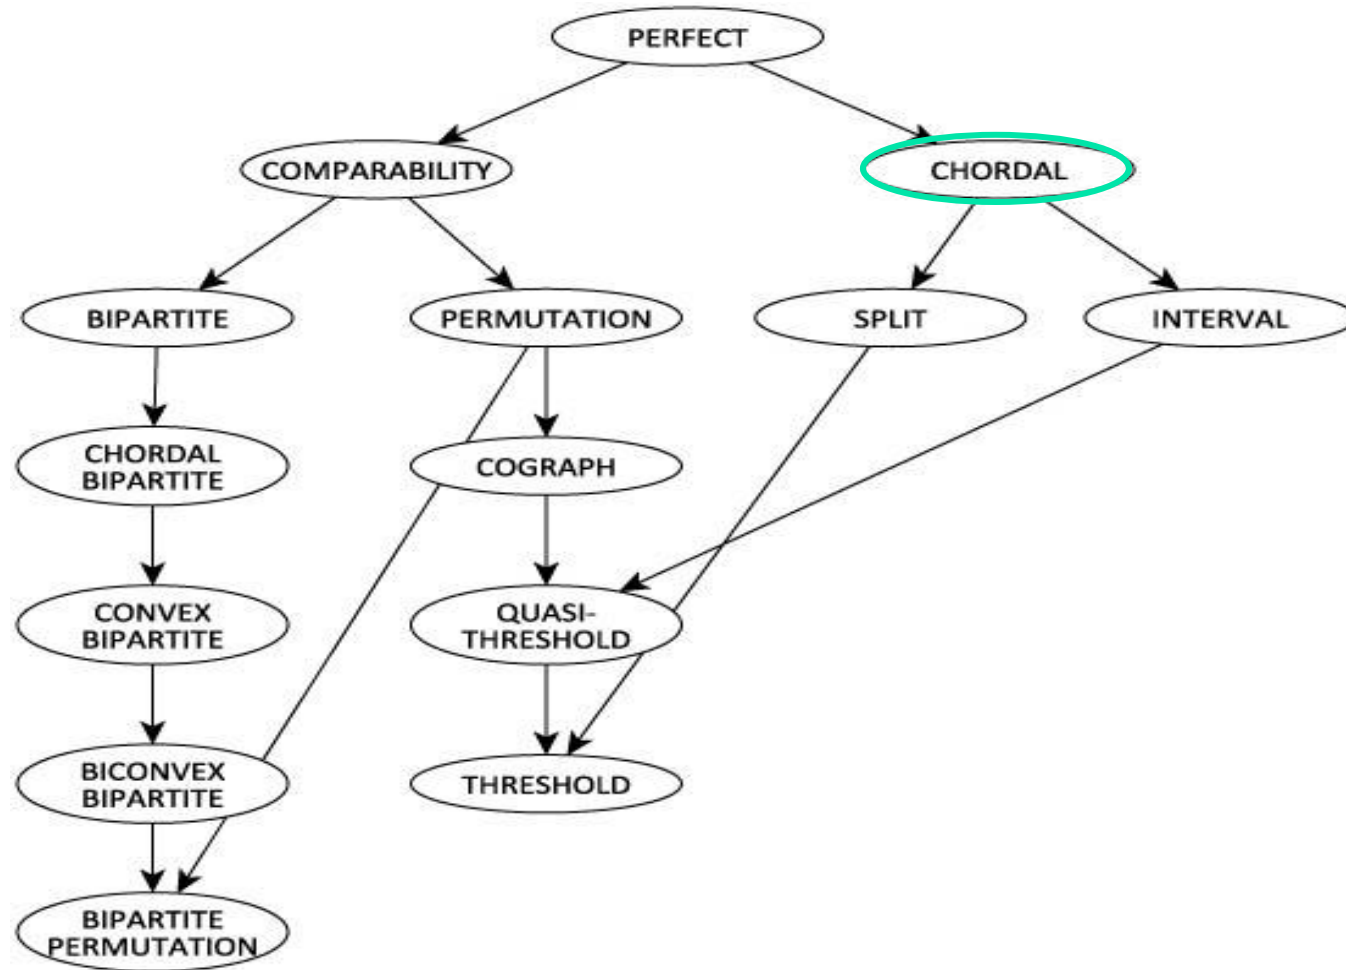 PERFECT
COMPARABILITY
CHORDAL
BIPARTITE
PERMUTATION
SPLIT
INTERVAL
CHORDAL
BIPARTITE
COGRAPH
CONVEX
BIPARTITE
QUASI-
THRESHOLD
BICONVEX
BIPARTITE
THRESHOLD
BIPARTITE
PERMUTATION